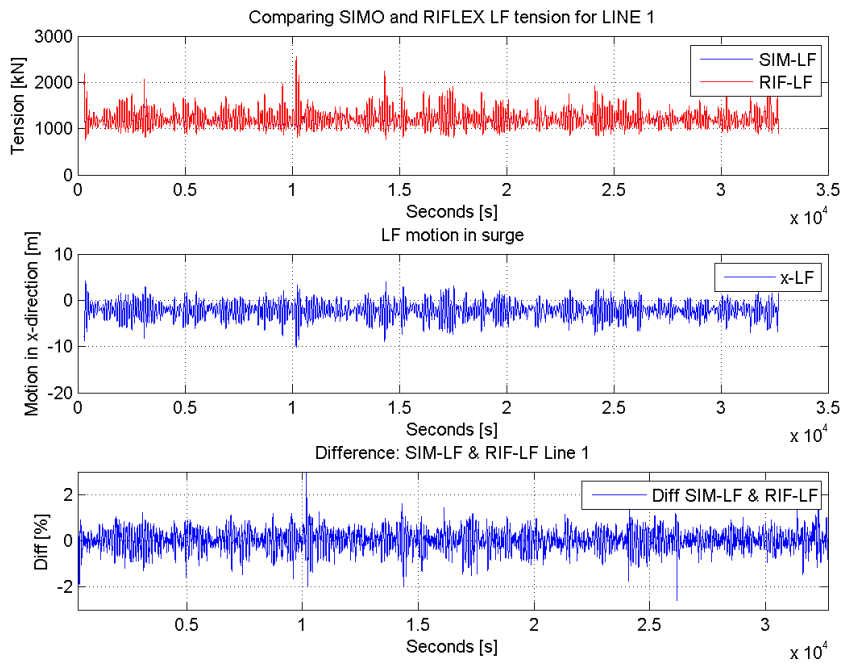 Comparing SIMO and RIFLEX LF tension for LINE 1
Tension [kN]
3000
2000
1000
0
SIM-LF
RIF-LF
0 0.5 1 1.5 2 2.5 3 3.5
x 10^4
Seconds [s]
LF motion in surge
Motion in x-direction [m]
10
0
-10
-20
x-LF
0 0.5 1 1.5 2 2.5 3 3.5
x 10^4
Seconds [s]
Difference: SIM-LF & RIF-LF Line 1
Diff [%]
2
0
-2
Diff SIM-LF & RIF-LF
0.5 1 1.5 2 2.5 3
x 10^4
Seconds [s]